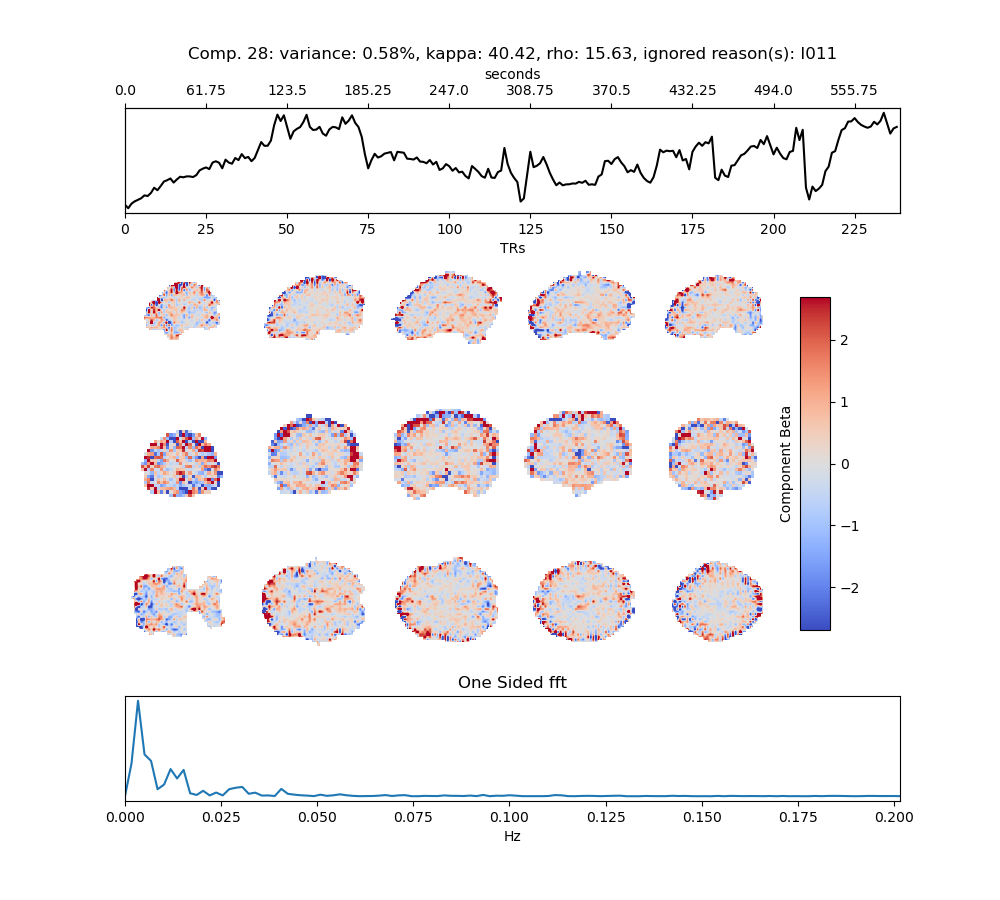 Comp. 28: variance: 0.58%, kappa: 40.42, rho: 15.63, ignored reason(s): I011
seconds
0.0 61.75 123.5 185.25 247.0 308.75 370.5 432.25 494.0 555.75
0 25 50 75 100 125 150 175 200 225
TRs
2
1
0
−1
−2
Component Beta
One Sided fft
0.000 0.025 0.050 0.075 0.100 0.125 0.150 0.175 0.200
Hz